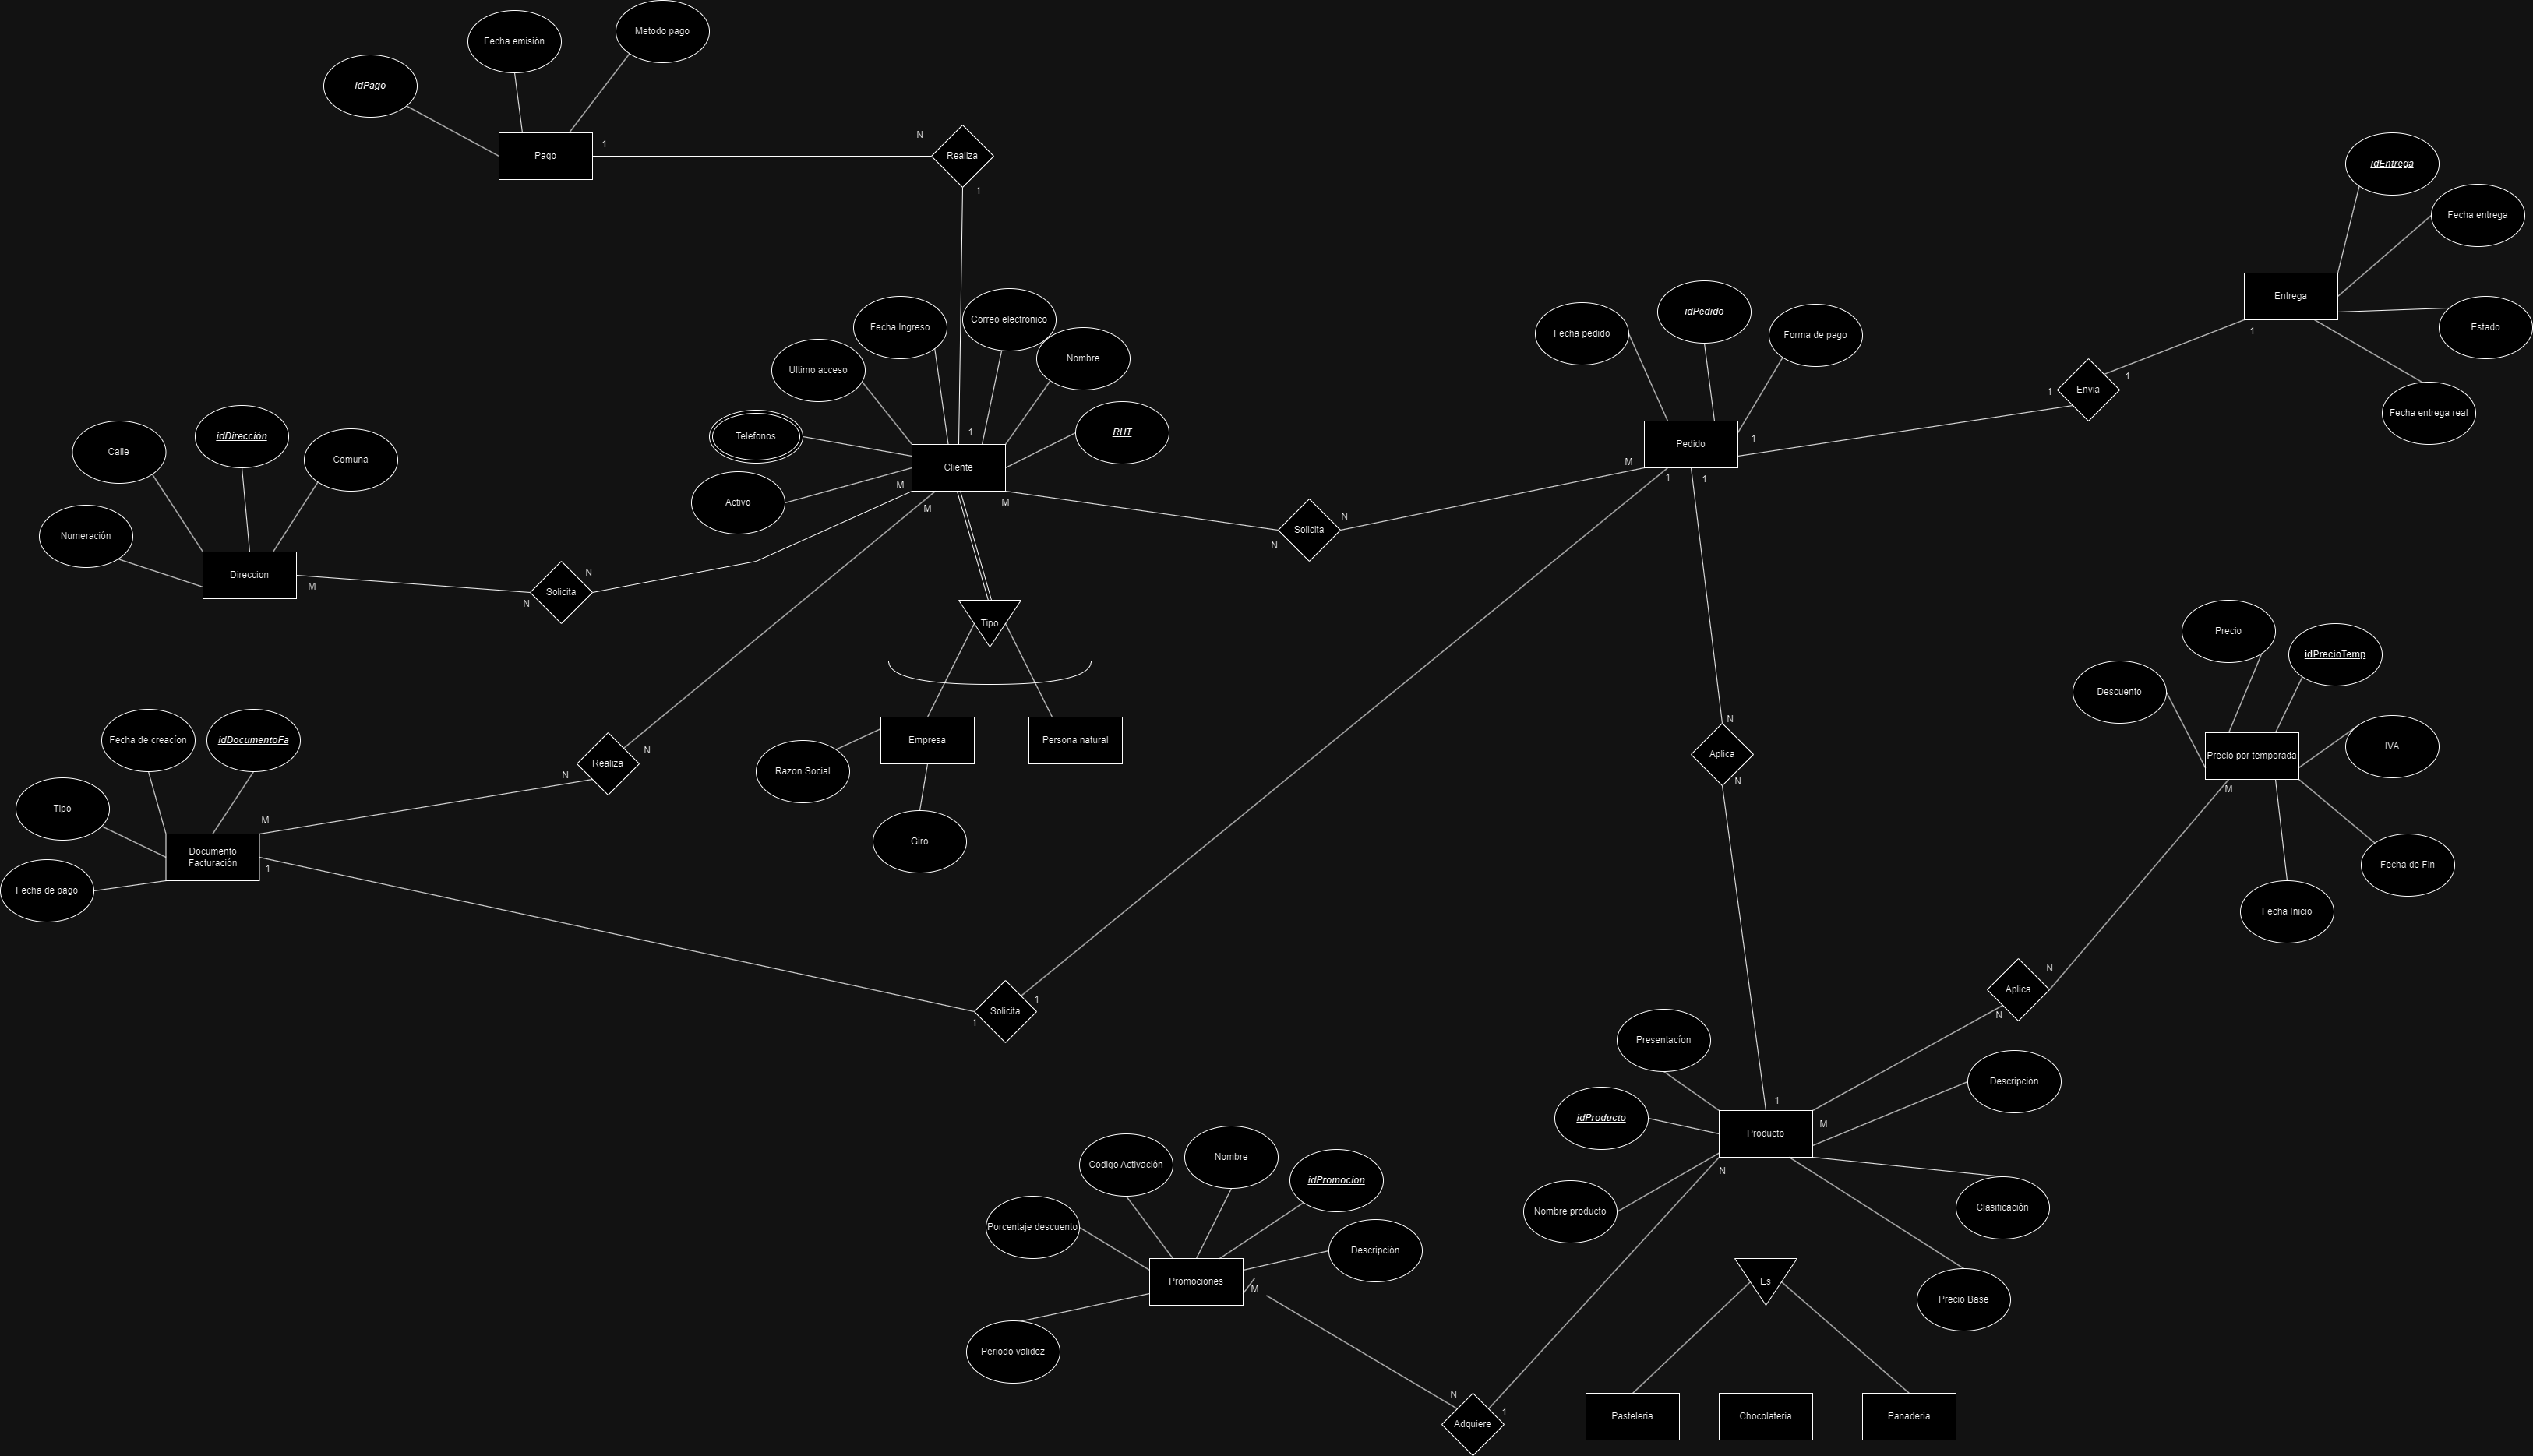 Metodo pago
Fecha emisión
idPago
Pago
1
N
Realiza
1
idEntrega
Fecha entrega
Entrega
Estado
Fecha entrega real
1
1
Envia
1
Fecha pedido
idPedido
Forma de pago
Pedido
1
M
1
1
Fecha Ingreso
Correo electronico
Nombre
Ultimo acceso
Telefonos
RUT
Activo
1
Cliente
M
M
M
Solicita
N
N
Calle
idDirección
Comuna
Numeración
Direccion
M
N
Solicita
N
Tipo
Empresa
Persona natural
Razon Social
Giro
Realiza
N
N
Fecha de creacíon
idDocumentoFa
Tipo
Fecha de pago
Documento
Facturación
M
1
Solicita
1
1
N
Aplica
N
Precio
idPrecioTemp
Descuento
IVA
Precio por temporada
M
Fecha de Fin
Fecha Inicio
N
Aplica
N
Presentacíon
Descripción
idProducto
1
Producto
M
N
Nombre producto
Clasificación
Precio Base
Es
Pasteleria
Chocolateria
Panaderia
Codigo Activación
Nombre
idPromocion
Porcentaje descuento
Descripción
Promociones
M
Periodo validez
N
1
Adquiere